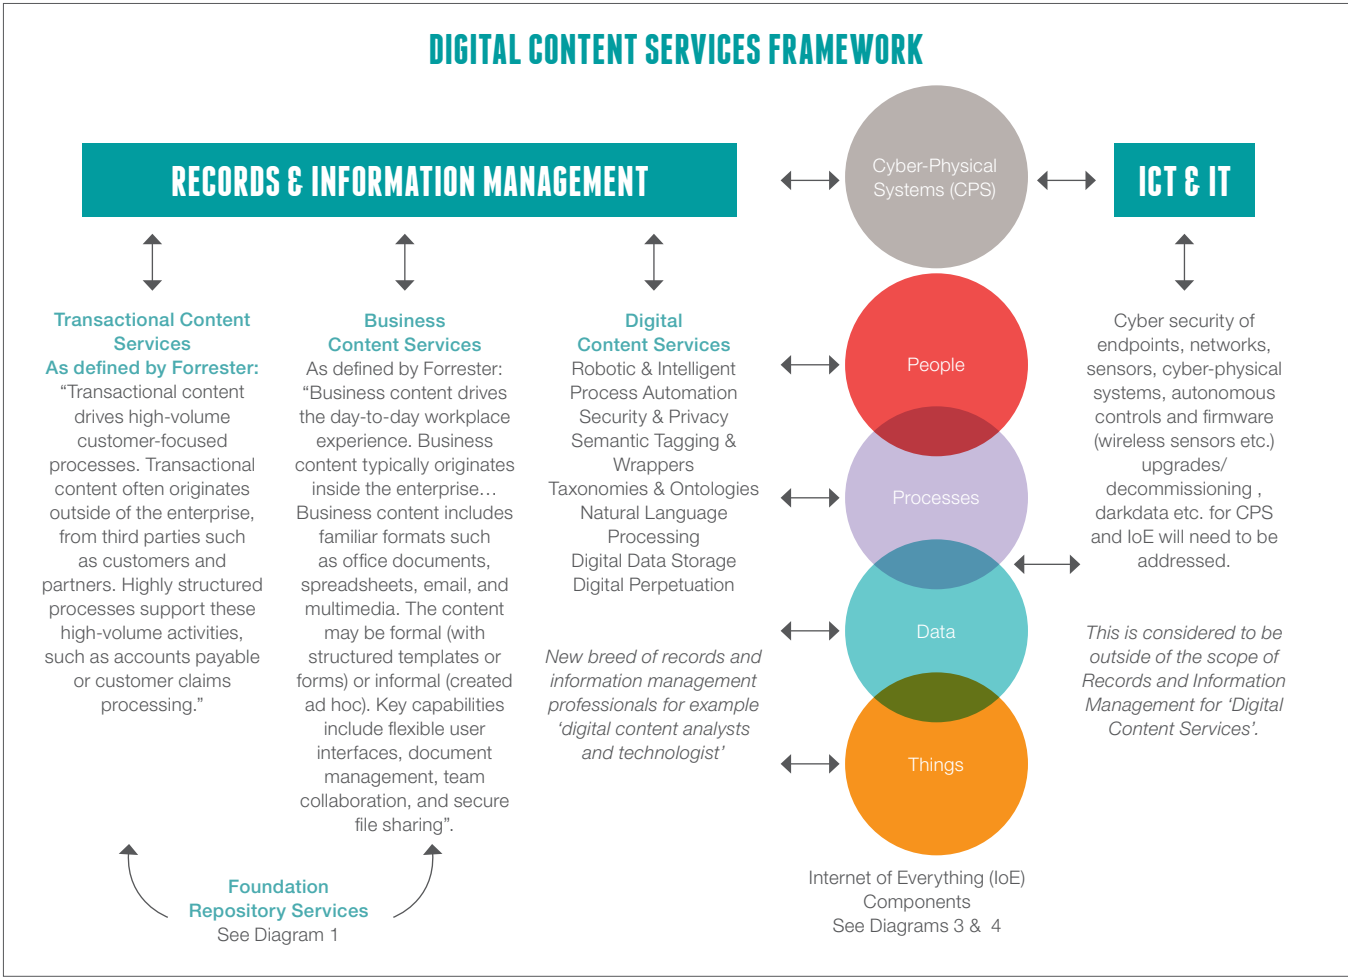 DIGITAL CONTENT SERVICES FRAMEWORK
RECORDS & INFORMATION MANAGEMENT
Cyber-Physical
Systems (CPS)
ICT & IT
Transactional Content
Services
As defined by Forrester:
“Transactional content
drives high-volume
customer-focused
processes. Transactional
content often originates
outside of the enterprise,
from third parties such
as customers and
partners. Highly structured
processes support these
high-volume activities,
such as accounts payable
or customer claims
processing.”
Business
Content Services
As defined by Forrester:
“Business content drives
the day-to-day workplace
experience. Business
content typically originates
inside the enterprise…
Business content includes
familiar formats such
as office documents,
spreadsheets, email, and
multimedia. The content
may be formal (with
structured templates or
forms) or informal (created
ad hoc). Key capabilities
include flexible user
interfaces, document
management, team
collaboration, and secure
file sharing”.
Foundation
Repository Services
See Diagram 1
Digital
Content Services
Robotic & Intelligent
Process Automation
Security & Privacy
Semantic Tagging &
Wrappers
Taxonomies & Ontologies
Natural Language
Processing
Digital Data Storage
Digital Perpetuation
New breed of records and
information management
professionals for example
‘digital content analysts
and technologist’
People
Processes
Data
Things
Internet of Everything (IoE)
Components
See Diagrams 3 & 4
Cyber security of
endpoints, networks,
sensors, cyber-physical
systems, autonomous
controls and firmware
(wireless sensors etc.)
upgrades/
decommissioning ,
darkdata etc. for CPS
and IoE will need to be
addressed.
This is considered to be
outside of the scope of
Records and Information
Management for ‘Digital
Content Services’.